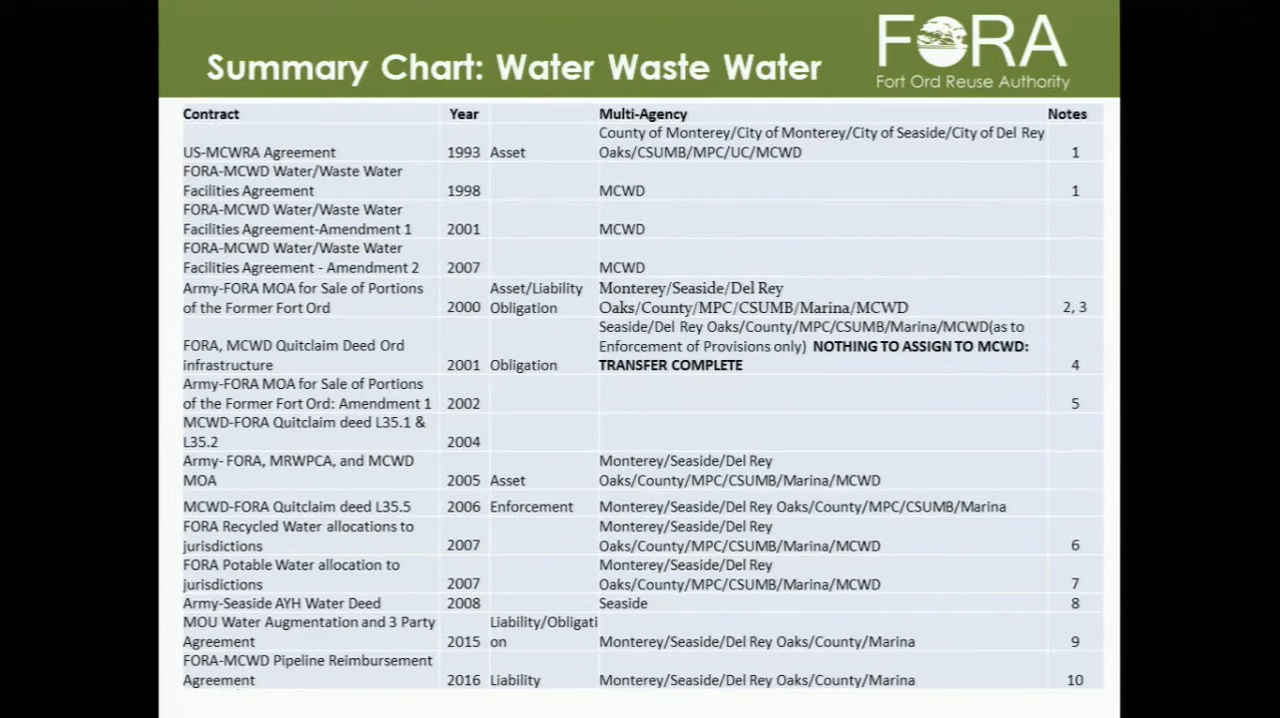 Summary Chart: Water Waste Water
FORA
Fort Ord Reuse Authority
Contract Year Multi-Agency Notes
County of Monterey/City of Monterey/City of Seaside/City of Del Rey
US-MCWRA Agreement 1993 Asset Oaks/CSUMB/MPC/UC/MCWD 1
FORA-MCWD Water/Waste Water
Facilities Agreement 1998 MCWD 1
FORA-MCWD Water/Waste Water
Facilities Agreement-Amendment 1 2001 MCWD
FORA-MCWD Water/Waste Water
Facilities Agreement - Amendment 2 2007 MCWD
Army-FORA MOA for Sale of Portions Asset/Liability Monterey/Seaside/Del Rey
of the Former Fort Ord 2000 Obligation Oaks/County/MPC/CSUMB/Marina/MCWD 2, 3
Seaside/Del Rey Oaks/County/MPC/CSUMB/Marina/MCWD(as to
FORA, MCWD Quitclaim Deed Ord Enforcement of Provisions only) NOTHING TO ASSIGN TO MCWD:
infrastructure 2001 Obligation TRANSFER COMPLETE 4
Army-FORA MOA for Sale of Portions
of the Former Fort Ord: Amendment 1 2002 5
MCWD-FORA Quitclaim deed L35.1 &
L35.2 2004
Army- FORA, MRWPCA, and MCWD Monterey/Seaside/Del Rey
MOA 2005 Asset Oaks/County/MPC/CSUMB/Marina/MCWD
MCWD-FORA Quitclaim deed L35.5 2006 Enforcement Monterey/Seaside/Del Rey Oaks/County/MPC/CSUMB/Marina
FORA Recycled Water allocations to Monterey/Seaside/Del Rey
jurisdictions 2007 Oaks/County/MPC/CSUMB/Marina/MCWD 6
FORA Potable Water allocation to Monterey/Seaside/Del Rey
jurisdictions 2007 Oaks/County/MPC/CSUMB/Marina/MCWD 7
Army-Seaside AYH Water Deed 2008 Seaside 8
MOU Water Augmentation and 3 Party Liability/Obligati
Agreement 2015 on Monterey/Seaside/Del Rey Oaks/County/Marina 9
FORA-MCWD Pipeline Reimbursement
Agreement 2016 Liability Monterey/Seaside/Del Rey Oaks/County/Marina 10